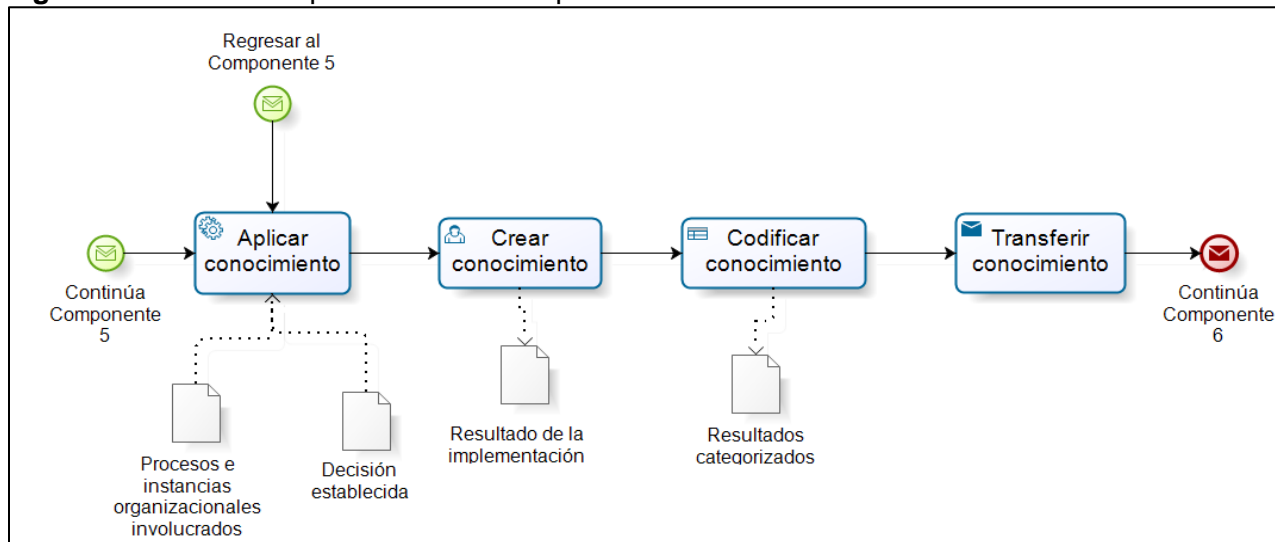 Regresar al
Componente 5
Aplicar
conocimiento
Crear
conocimiento
Codificar
conocimiento
Transferir
conocimiento
Continúa
Componente
5
Continúa
Componente
6
Procesos e
instancias
organizacionales
involucrados
Decisión
establecida
Resultado de la
implementación
Resultados
categorizados